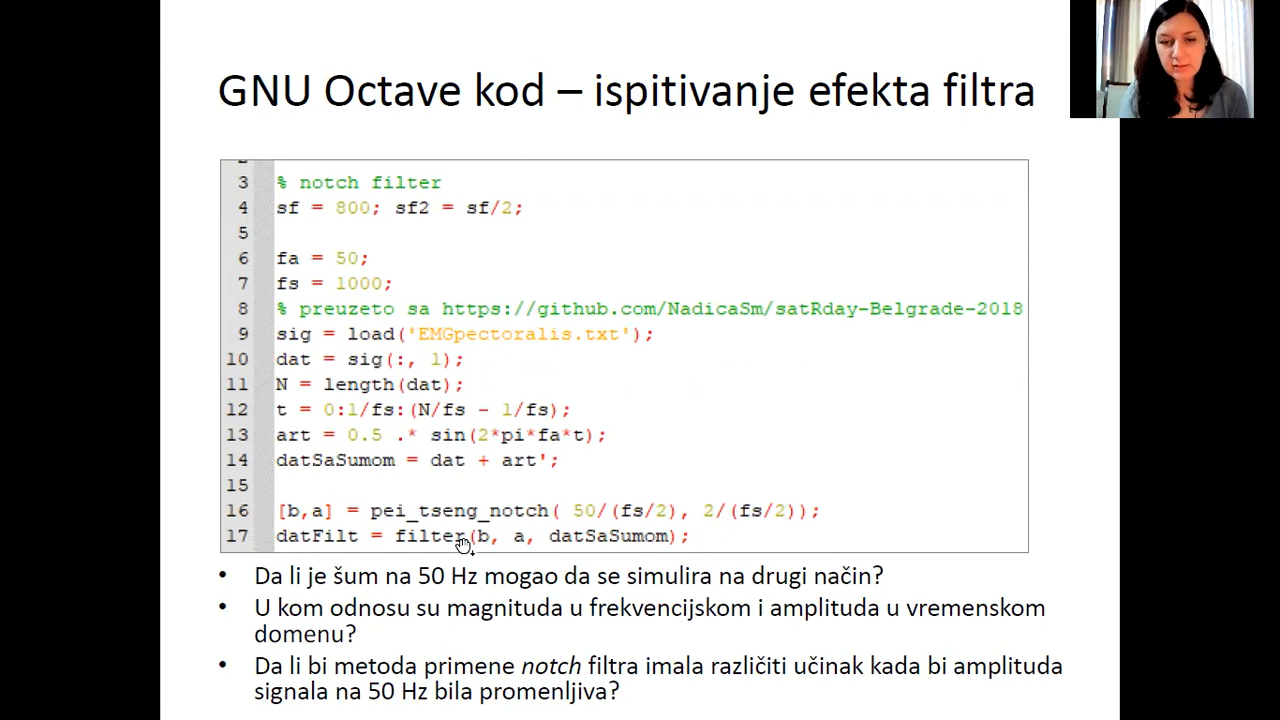 GNU Octave kod – ispitivanje efekta filtra
3 % notch filter
4 sf = 800; sf2 = sf/2;
5
6 fa = 50;
7 fs = 1000;
8 % preuzeto sa https://github.com/NadicaSm/satRday-Belgrade-2018
9 sig = load('EMGpectoralis.txt');
10 dat = sig(:, 1);
11 N = length(dat);
12 t = 0:1/fs:(N/fs - 1/fs);
13 art = 0.5 .* sin(2*pi*fa*t);
14 datSaSumom = dat + art';
15
16 [b,a] = pei_tseng_notch( 50/(fs/2), 2/(fs/2));
17 datFilt = filter(b, a, datSaSumom);
• Da li je šum na 50 Hz mogao da se simulira na drugi način?
• U kom odnosu su magnituda u frekvencijskom i amplituda u vremenskom
domenu?
• Da li bi metoda primene notch filtra imala različiti učinak kada bi amplituda
signala na 50 Hz bila promenljiva?